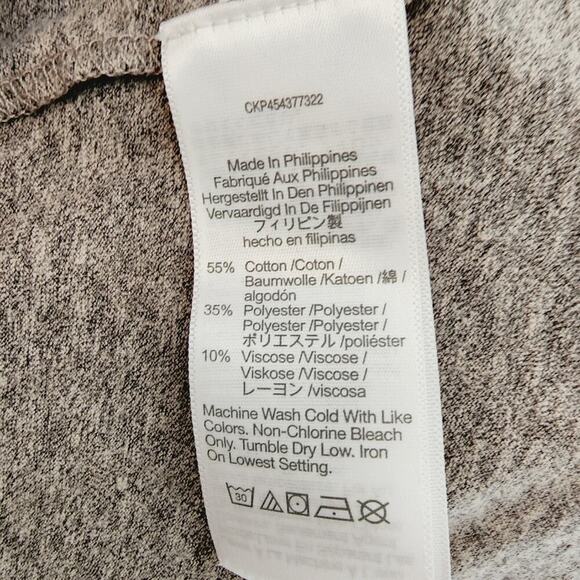 CKP454377322
Made In Philippines
Fabriqué Aux Philippines
Hergestellt In Den Philippinen
Vervaardigd In De Filippijnen
フィリピン製
hecho en filipinas
55% Cotton /Coton /
Baumwolle /Katoen /綿 /
algodón
35% Polyester /Polyester /
Polyester /Polyester /
ポリエステル /poliéster
10% Viscose /Viscose /
Viskose /Viscose /
レーヨン /viscosa
Machine Wash Cold With Like
Colors. Non-Chlorine Bleach
Only. Tumble Dry Low. Iron
On Lowest Setting.
30